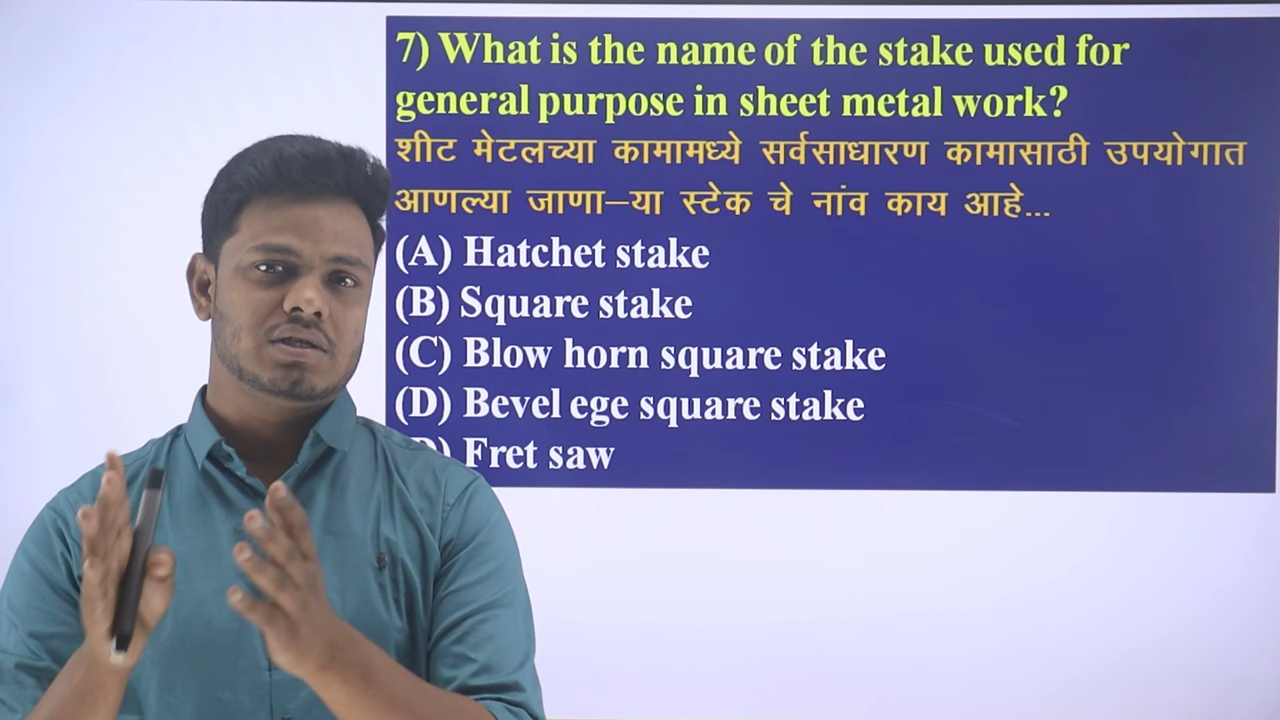 7) What is the name of the stake used for
general purpose in sheet metal work?
शीट मेटलच्या कामामध्ये सर्वसाधारण कामासाठी उपयोगात
आणल्या जाणा–या स्टेक चे नांव काय आहे...
(A) Hatchet stake
(B) Square stake
(C) Blow horn square stake
(D) Bevel ege square stake
D) Fret saw